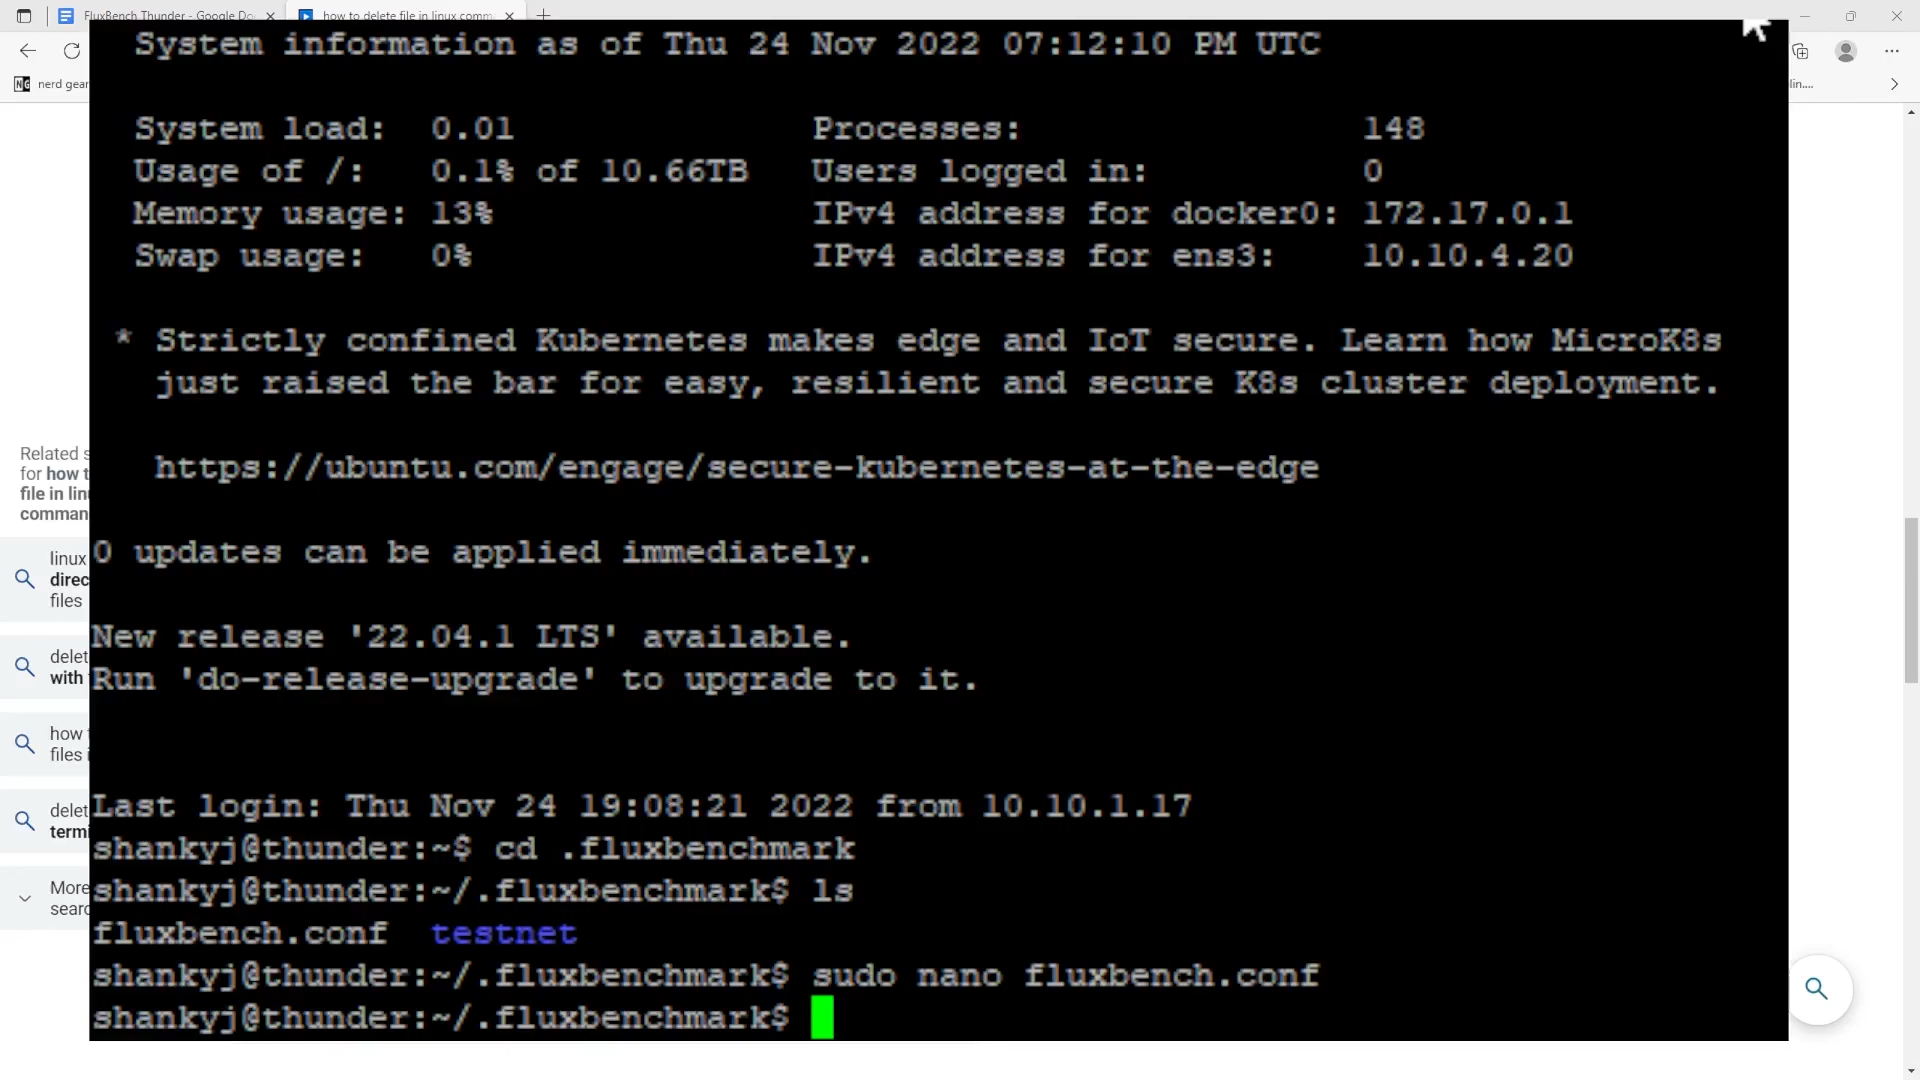 FluxBench Thunder - Google Do
how to delete file in linux comm
nerd gear
lin....
System information as of Thu 24 Nov 2022 07:12:10 PM UTC
System load: 0.01 Processes: 148
Usage of /: 0.1% of 10.66TB Users logged in: 0
Memory usage: 13% IPv4 address for docker0: 172.17.0.1
Swap usage: 0% IPv4 address for ens3: 10.10.4.20
* Strictly confined Kubernetes makes edge and IoT secure. Learn how MicroK8s
just raised the bar for easy, resilient and secure K8s cluster deployment.
https://ubuntu.com/engage/secure-kubernetes-at-the-edge
0 updates can be applied immediately.
New release '22.04.1 LTS' available.
Run 'do-release-upgrade' to upgrade to it.
Last login: Thu Nov 24 19:08:21 2022 from 10.10.1.17
shankyj@thunder:~$ cd .fluxbenchmark
shankyj@thunder:~/.fluxbenchmark$ ls
fluxbench.conf testnet
shankyj@thunder:~/.fluxbenchmark$ sudo nano fluxbench.conf
shankyj@thunder:~/.fluxbenchmark$
Related s
for how t
file in lin
comman
linux
direc
files
delet
with
how t
files i
delet
termi
More
searc